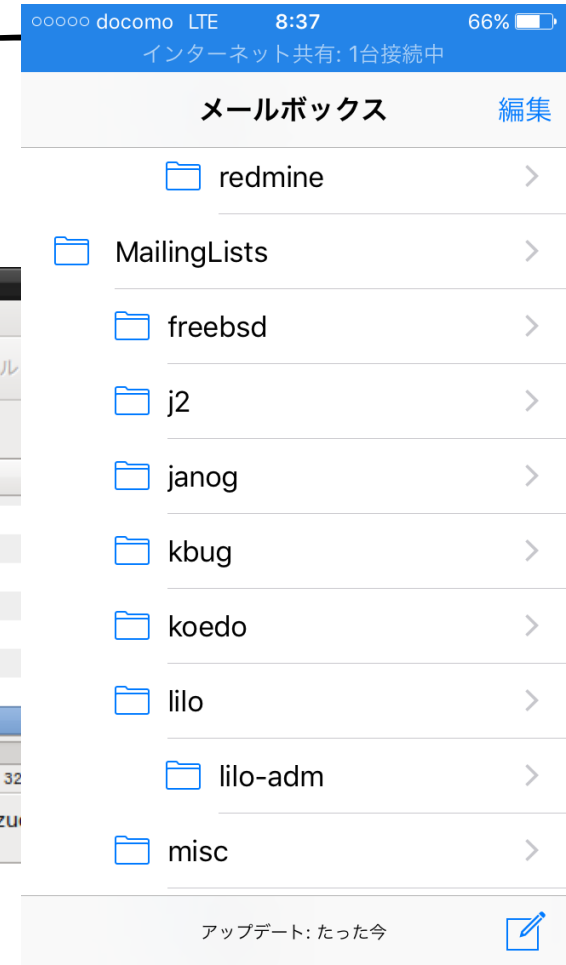 ○○○○○ docomo LTE 8:37 66%
インターネット共有: 1台接続中
メールボックス 編集
redmine
MailingLists
freebsd
ル
j2
janog
kbug
koedo
lilo
lilo-adm
32
misc
アップデート: たった今